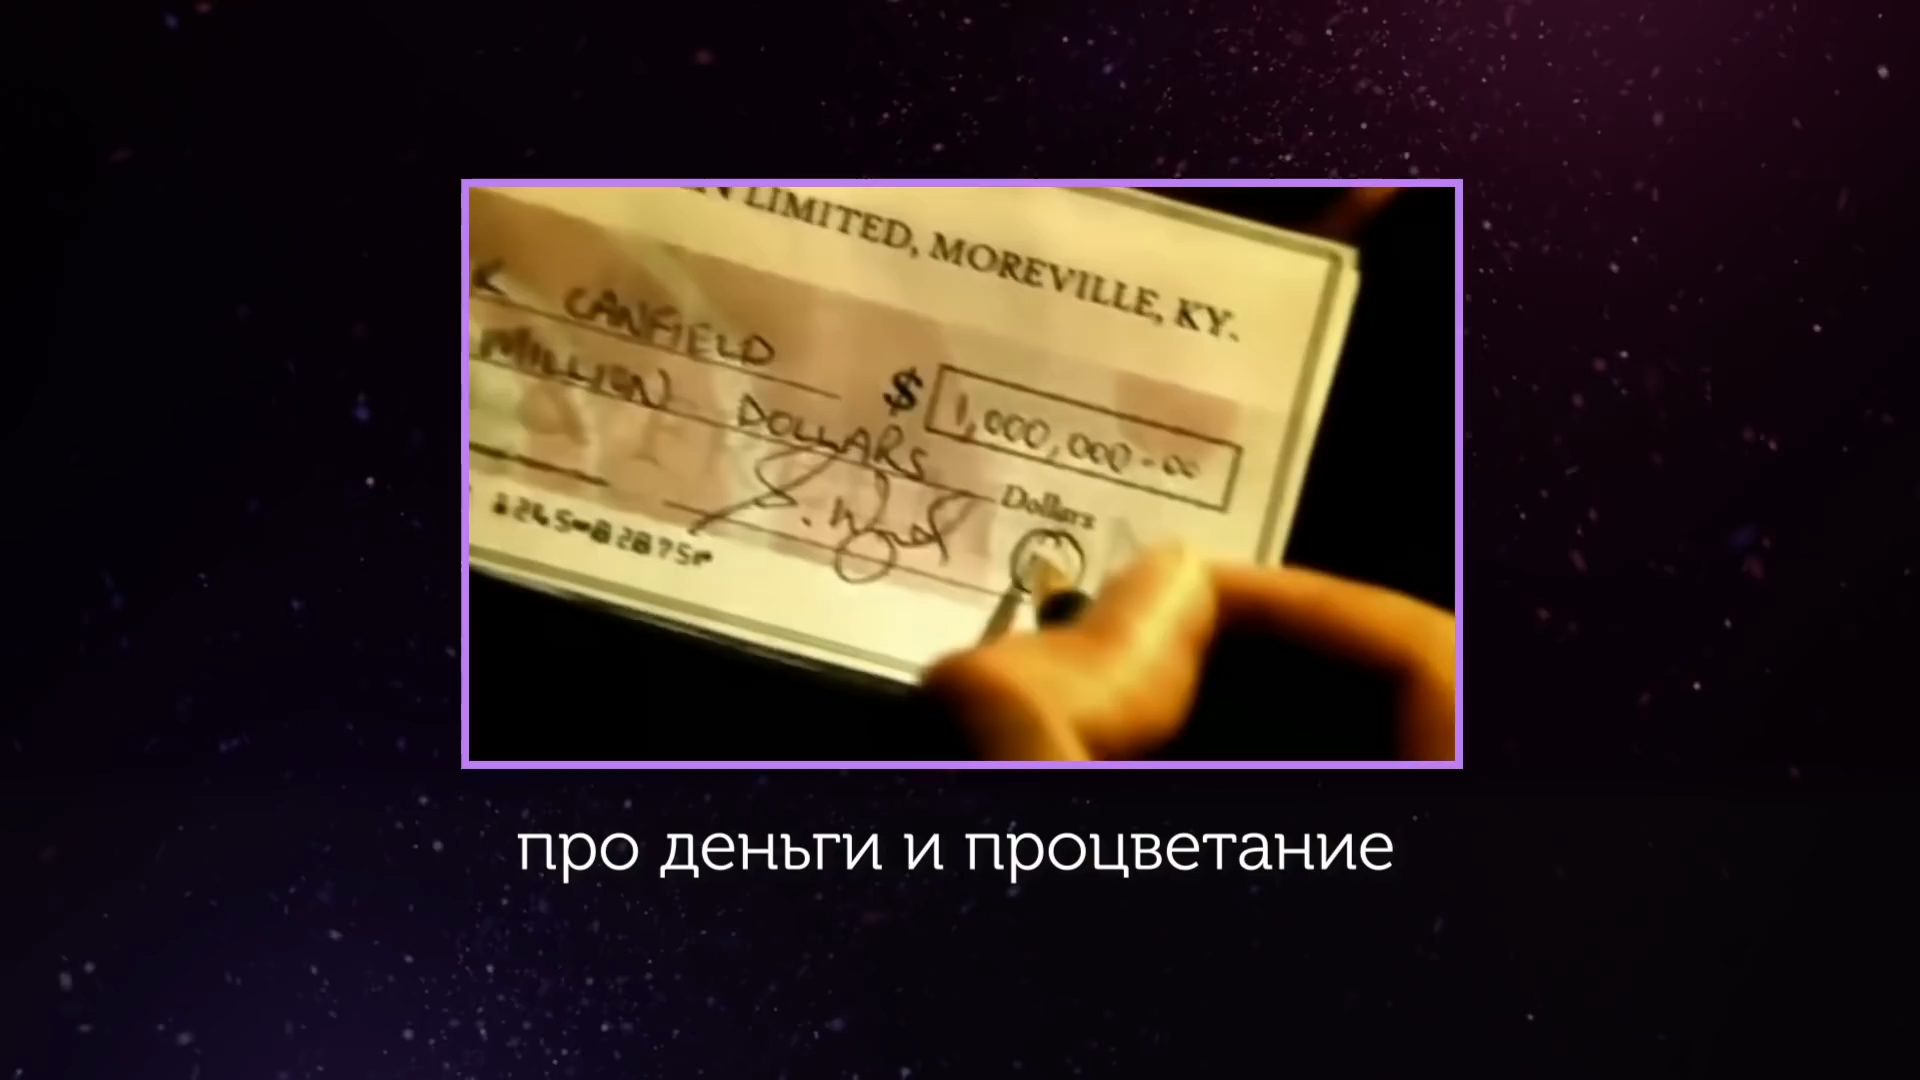 LIMITED, MOREVILLE, KY.
CANFIELD
$ 1,000,000-00
MILLION DOLLARS
Dollars
про деньги и процветание